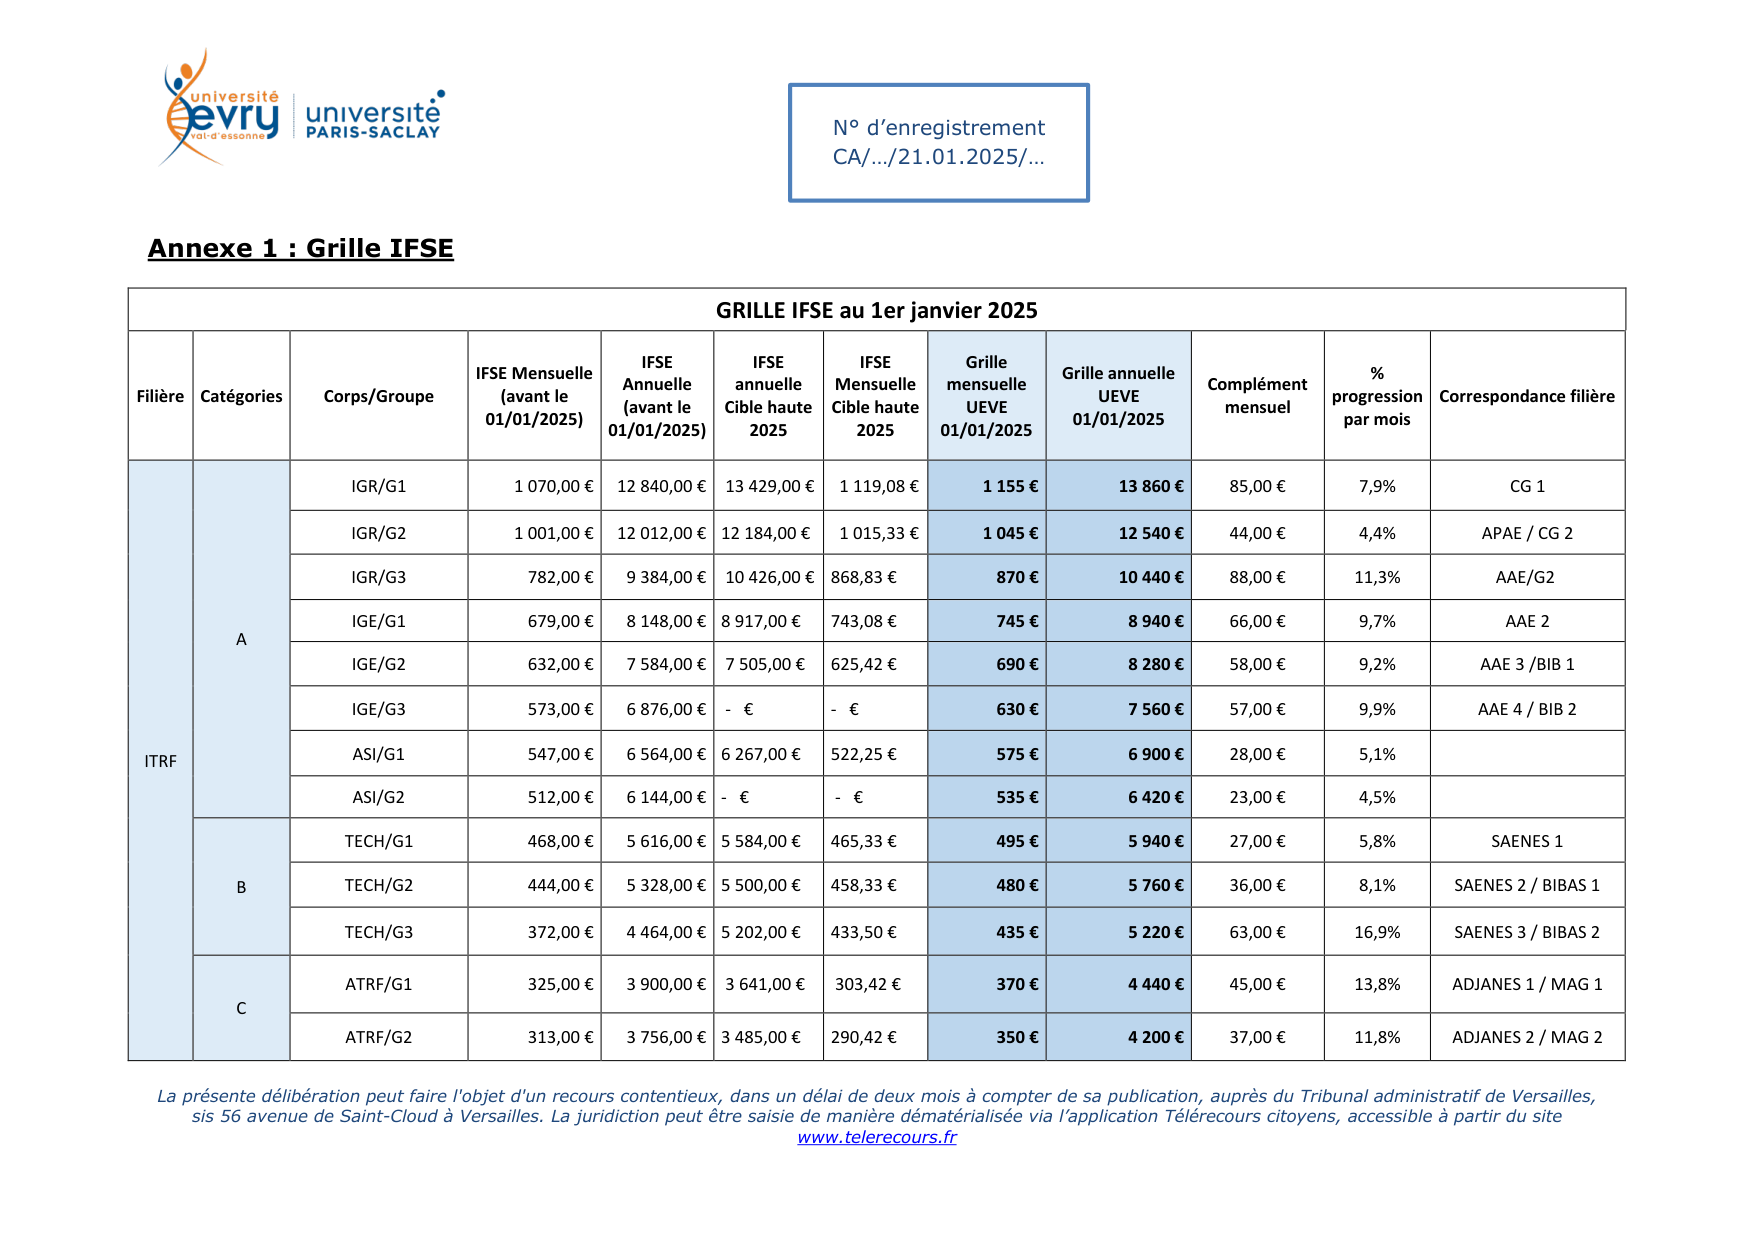 université
evry
val-d'essonne
université
PARIS-SACLAY
N° d’enregistrement
CA/…/21.01.2025/…
Annexe 1 : Grille IFSE
GRILLE IFSE au 1er janvier 2025
Filière | Catégories | Corps/Groupe | IFSE Mensuelle (avant le 01/01/2025) | IFSE Annuelle (avant le 01/01/2025) | IFSE annuelle Cible haute 2025 | IFSE Mensuelle Cible haute 2025 | Grille mensuelle UEVE 01/01/2025 | Grille annuelle UEVE 01/01/2025 | Complément mensuel | % progression par mois | Correspondance filière
ITRF
A
IGR/G1 1 070,00 € 12 840,00 € 13 429,00 € 1 119,08 € 1 155 € 13 860 € 85,00 € 7,9% CG 1
IGR/G2 1 001,00 € 12 012,00 € 12 184,00 € 1 015,33 € 1 045 € 12 540 € 44,00 € 4,4% APAE / CG 2
IGR/G3 782,00 € 9 384,00 € 10 426,00 € 868,83 € 870 € 10 440 € 88,00 € 11,3% AAE/G2
IGE/G1 679,00 € 8 148,00 € 8 917,00 € 743,08 € 745 € 8 940 € 66,00 € 9,7% AAE 2
IGE/G2 632,00 € 7 584,00 € 7 505,00 € 625,42 € 690 € 8 280 € 58,00 € 9,2% AAE 3 /BIB 1
IGE/G3 573,00 € 6 876,00 € - € - € 630 € 7 560 € 57,00 € 9,9% AAE 4 / BIB 2
ASI/G1 547,00 € 6 564,00 € 6 267,00 € 522,25 € 575 € 6 900 € 28,00 € 5,1%
ASI/G2 512,00 € 6 144,00 € - € - € 535 € 6 420 € 23,00 € 4,5%
B
TECH/G1 468,00 € 5 616,00 € 5 584,00 € 465,33 € 495 € 5 940 € 27,00 € 5,8% SAENES 1
TECH/G2 444,00 € 5 328,00 € 5 500,00 € 458,33 € 480 € 5 760 € 36,00 € 8,1% SAENES 2 / BIBAS 1
TECH/G3 372,00 € 4 464,00 € 5 202,00 € 433,50 € 435 € 5 220 € 63,00 € 16,9% SAENES 3 / BIBAS 2
C
ATRF/G1 325,00 € 3 900,00 € 3 641,00 € 303,42 € 370 € 4 440 € 45,00 € 13,8% ADJANES 1 / MAG 1
ATRF/G2 313,00 € 3 756,00 € 3 485,00 € 290,42 € 350 € 4 200 € 37,00 € 11,8% ADJANES 2 / MAG 2
La présente délibération peut faire l'objet d'un recours contentieux, dans un délai de deux mois à compter de sa publication, auprès du Tribunal administratif de Versailles,
sis 56 avenue de Saint-Cloud à Versailles. La juridiction peut être saisie de manière dématérialisée via l’application Télérecours citoyens, accessible à partir du site
www.telerecours.fr